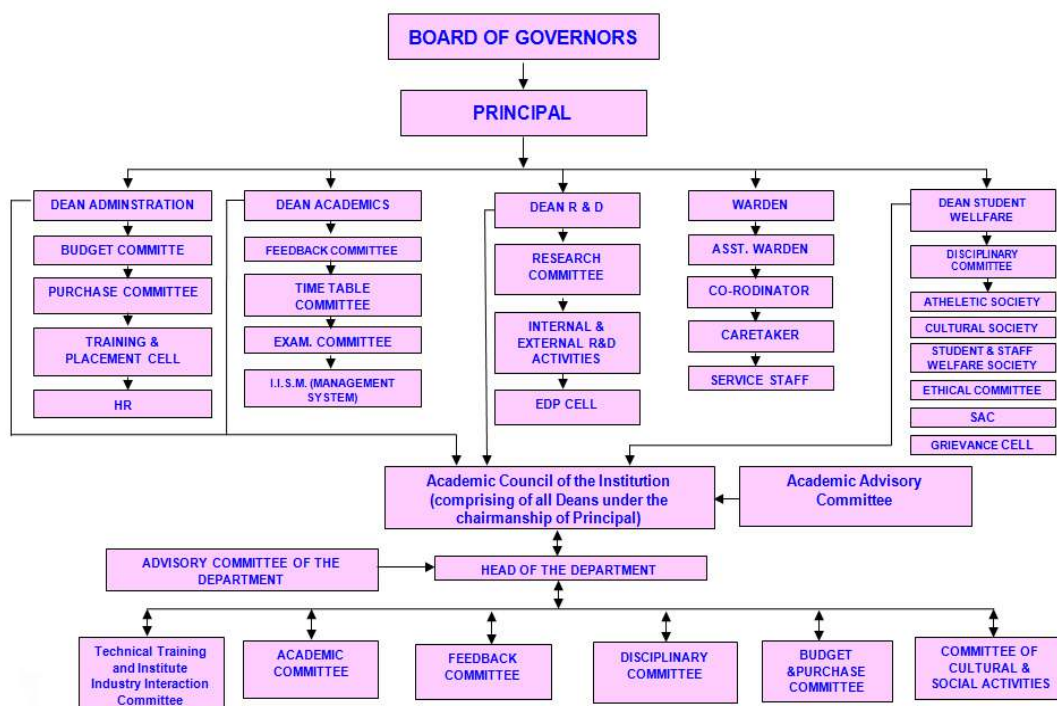 BOARD OF GOVERNORS
PRINCIPAL
DEAN ADMINSTRATION
BUDGET COMMITTE
PURCHASE COMMITTEE
TRAINING &
PLACEMENT CELL
HR
DEAN ACADEMICS
FEEDBACK COMMITTEE
TIME TABLE
COMMITTEE
EXAM. COMMITTEE
I.I.S.M. (MANAGEMENT
SYSTEM)
DEAN R & D
RESEARCH
COMMITTEE
INTERNAL &
EXTERNAL R&D
ACTIVITIES
EDP CELL
WARDEN
ASST. WARDEN
CO-RODINATOR
CARETAKER
SERVICE STAFF
DEAN STUDENT
WELLFARE
DISCIPLINARY
COMMITTEE
ATHELETIC SOCIETY
CULTURAL SOCIETY
STUDENT & STAFF
WELFARE SOCIETY
ETHICAL COMMITTEE
SAC
GRIEVANCE CELL
Academic Council of the Institution
(comprising of all Deans under the
chairmanship of Principal)
Academic Advisory
Committee
ADVISORY COMMITTEE OF THE
DEPARTMENT
HEAD OF THE DEPARTMENT
Technical Training
and Institute
Industry Interaction
Committee
ACADEMIC
COMMITTEE
FEEDBACK
COMMITTEE
DISCIPLINARY
COMMITTEE
BUDGET
&PURCHASE
COMMITTEE
COMMITTEE OF
CULTURAL &
SOCIAL ACTIVITIES